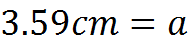 3.59cm = a